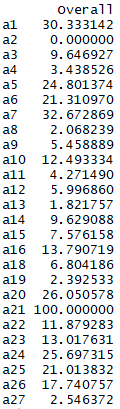 Overall
a1 30.333142
a2 0.000000
a3 9.646927
a4 3.438526
a5 24.801374
a6 21.310970
a7 32.672869
a8 2.068239
a9 5.458889
a10 12.493334
a11 4.271490
a12 5.996860
a13 1.821757
a14 9.629088
a15 7.576158
a16 13.790719
a18 6.804186
a19 2.392533
a20 26.050578
a21 100.000000
a22 11.879283
a23 13.017631
a24 25.697315
a25 21.013832
a26 17.740757
a27 2.546372